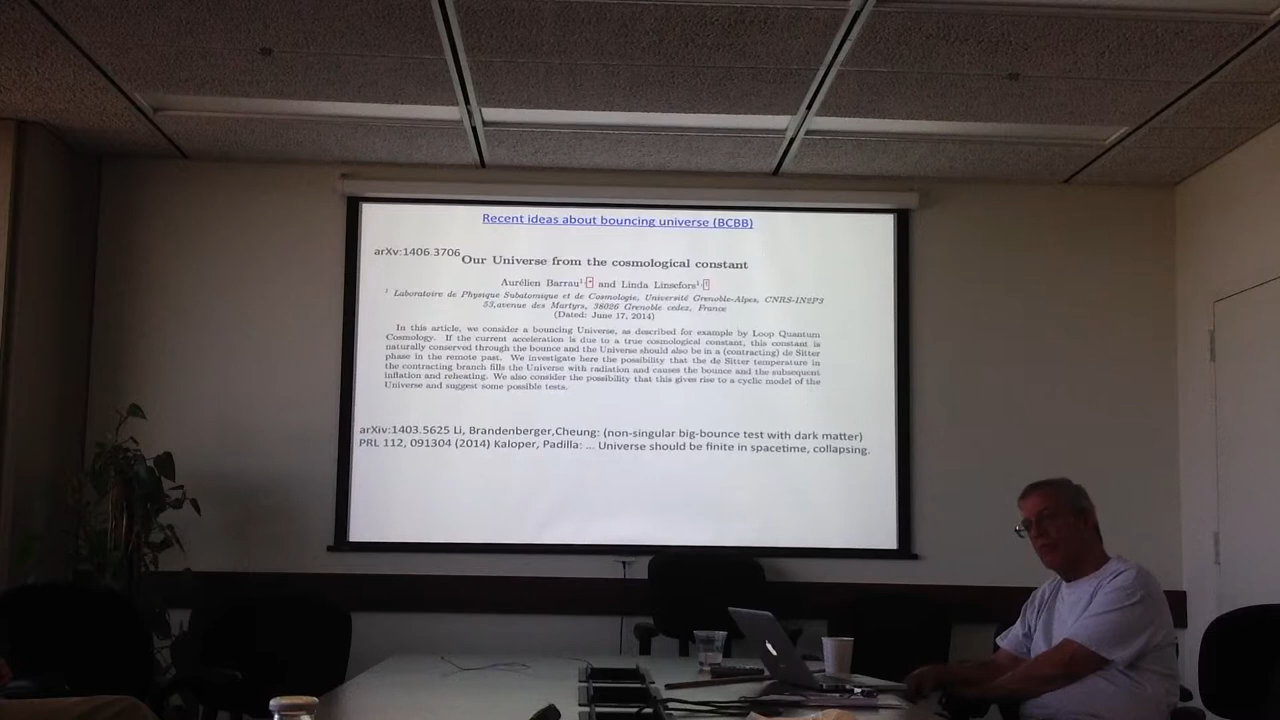 Recent ideas about bouncing universe (BCBB)
arXv:1406.3706
Our Universe from the cosmological constant
Aurélien Barrau¹,* and Linda Linsefors¹,†
¹ Laboratoire de Physique Subatomique et de Cosmologie, Université Grenoble-Alpes, CNRS-IN2P3
53,avenue des Martyrs, 38026 Grenoble cedex, France
(Dated: June 17, 2014)
In this article, we consider a bouncing Universe, as described for example by Loop Quantum
Cosmology. If the current acceleration is due to a true cosmological constant, this constant is
naturally conserved through the bounce and the Universe should also be in a (contracting) de Sitter
phase in the remote past. We investigate here the possibility that the de Sitter temperature in
the contracting branch fills the Universe with radiation and causes the bounce and the subsequent
inflation and reheating. We also consider the possibility that this gives rise to a cyclic model of the
Universe and suggest some possible tests.
arXiv:1403.5625 Li, Brandenberger,Cheung: (non-singular big-bounce test with dark matter)
PRL 112, 091304 (2014) Kaloper, Padilla: ... Universe should be finite in spacetime, collapsing.